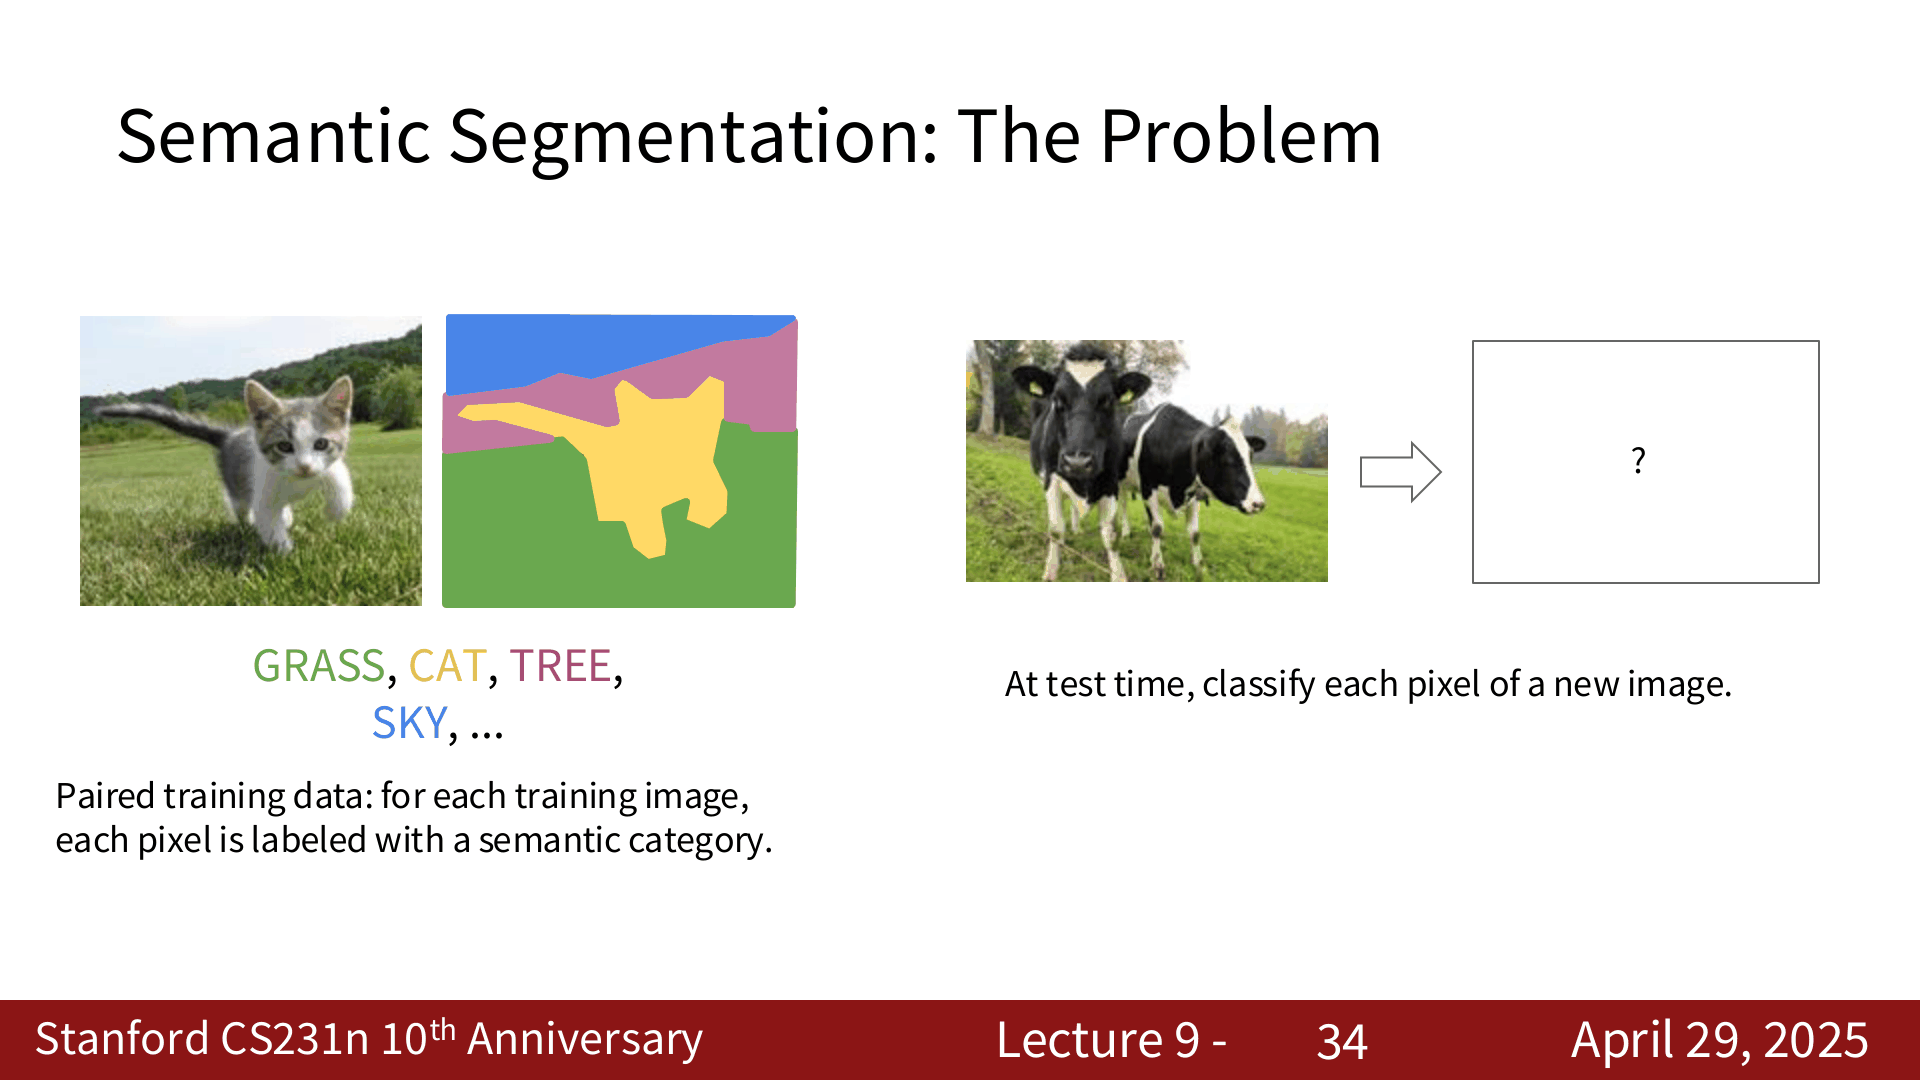 Semantic Segmentation: The Problem
GRASS, CAT, TREE,
SKY, ...
Paired training data: for each training image,
each pixel is labeled with a semantic category.
?
At test time, classify each pixel of a new image.
Stanford CS231n 10th Anniversary
Lecture 9 - 34
April 29, 2025